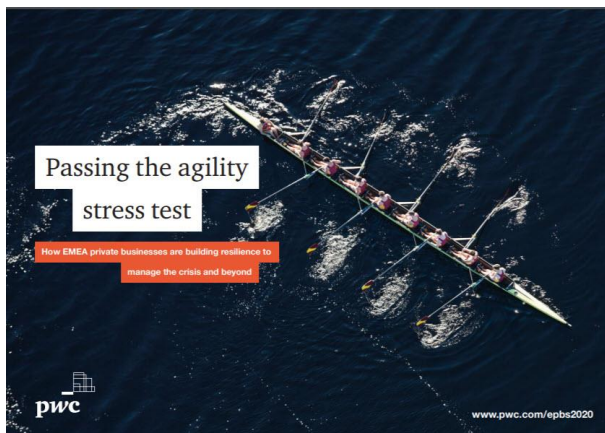 Passing the agility
stress test
How EMEA private businesses are building resilience to
manage the crisis and beyond
pwc
www.pwc.com/epbs2020